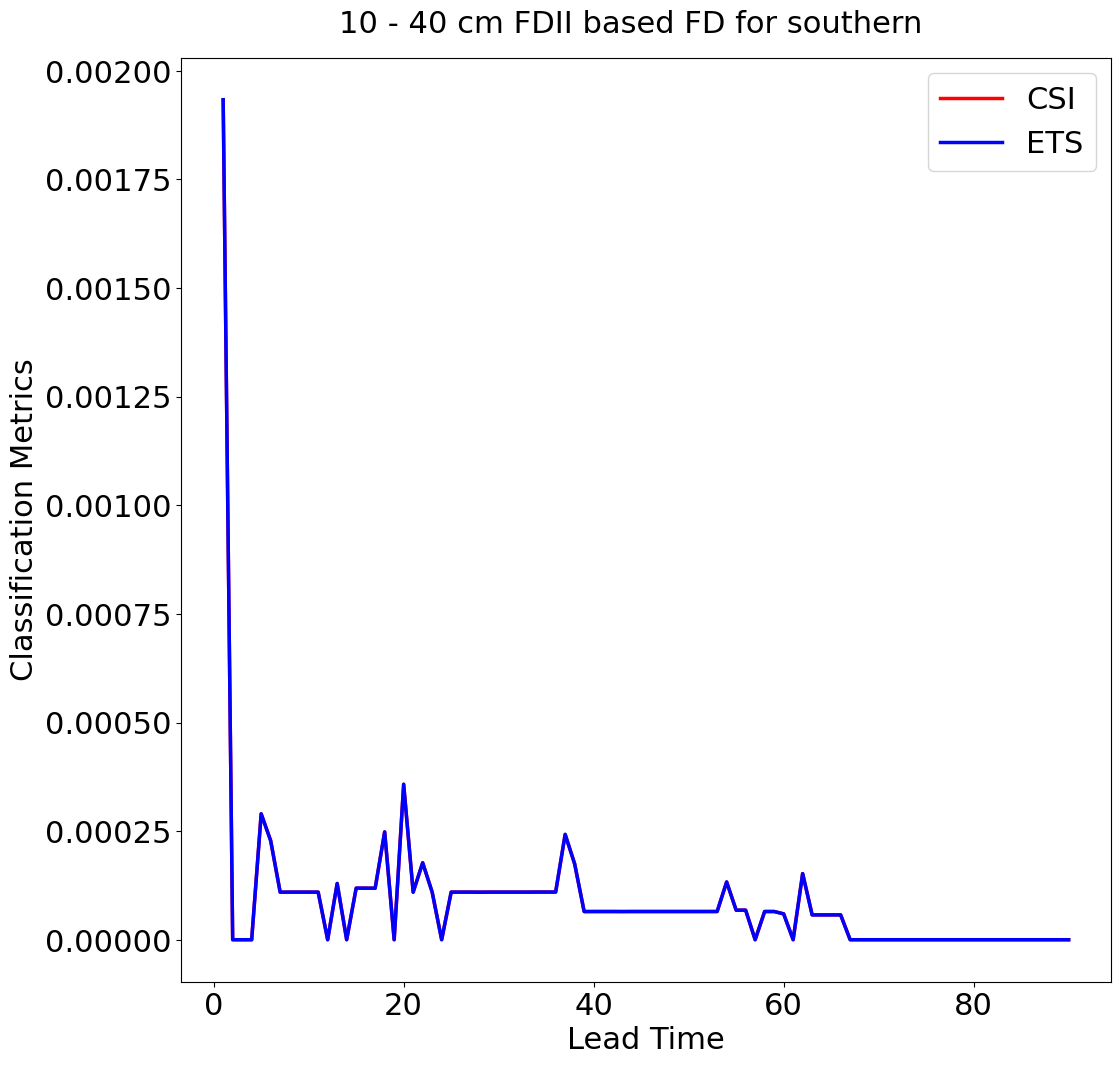 10 - 40 cm FDII based FD for southern
CSI
ETS
Classification Metrics
0.00200
0.00175
0.00150
0.00125
0.00100
0.00075
0.00050
0.00025
0.00000
0 20 40 60 80
Lead Time